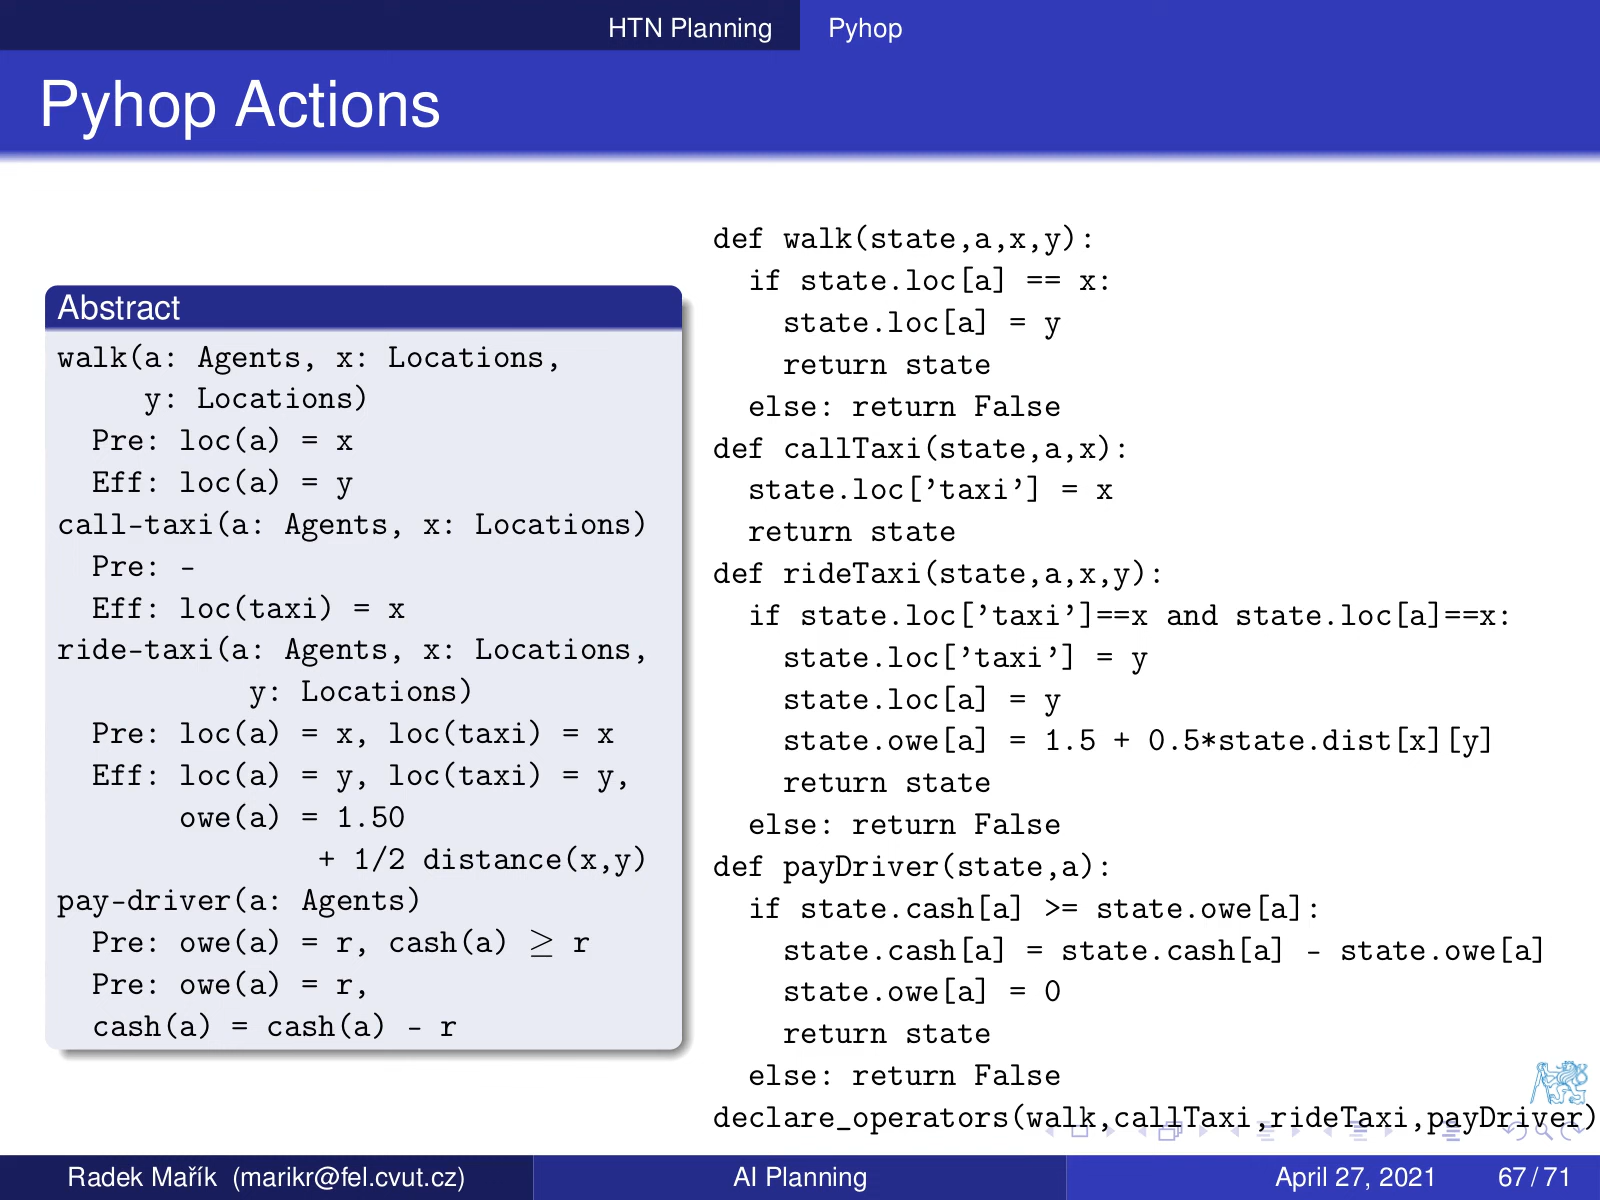 HTN Planning Pyhop
Pyhop Actions
Abstract
walk(a: Agents, x: Locations,
y: Locations)
Pre: loc(a) = x
Eff: loc(a) = y
call-taxi(a: Agents, x: Locations)
Pre: -
Eff: loc(taxi) = x
ride-taxi(a: Agents, x: Locations,
y: Locations)
Pre: loc(a) = x, loc(taxi) = x
Eff: loc(a) = y, loc(taxi) = y,
owe(a) = 1.50
+ 1/2 distance(x,y)
pay-driver(a: Agents)
Pre: owe(a) = r, cash(a) ≥ r
Pre: owe(a) = r,
cash(a) = cash(a) - r
def walk(state,a,x,y):
if state.loc[a] == x:
state.loc[a] = y
return state
else: return False
def callTaxi(state,a,x):
state.loc[’taxi’] = x
return state
def rideTaxi(state,a,x,y):
if state.loc[’taxi’]==x and state.loc[a]==x:
state.loc[’taxi’] = y
state.loc[a] = y
state.owe[a] = 1.5 + 0.5*state.dist[x][y]
return state
else: return False
def payDriver(state,a):
if state.cash[a] >= state.owe[a]:
state.cash[a] = state.cash[a] - state.owe[a]
state.owe[a] = 0
return state
else: return False
declare_operators(walk,callTaxi,rideTaxi,payDriver)
Radek Mařík (marikr@fel.cvut.cz) AI Planning April 27, 2021 67 / 71